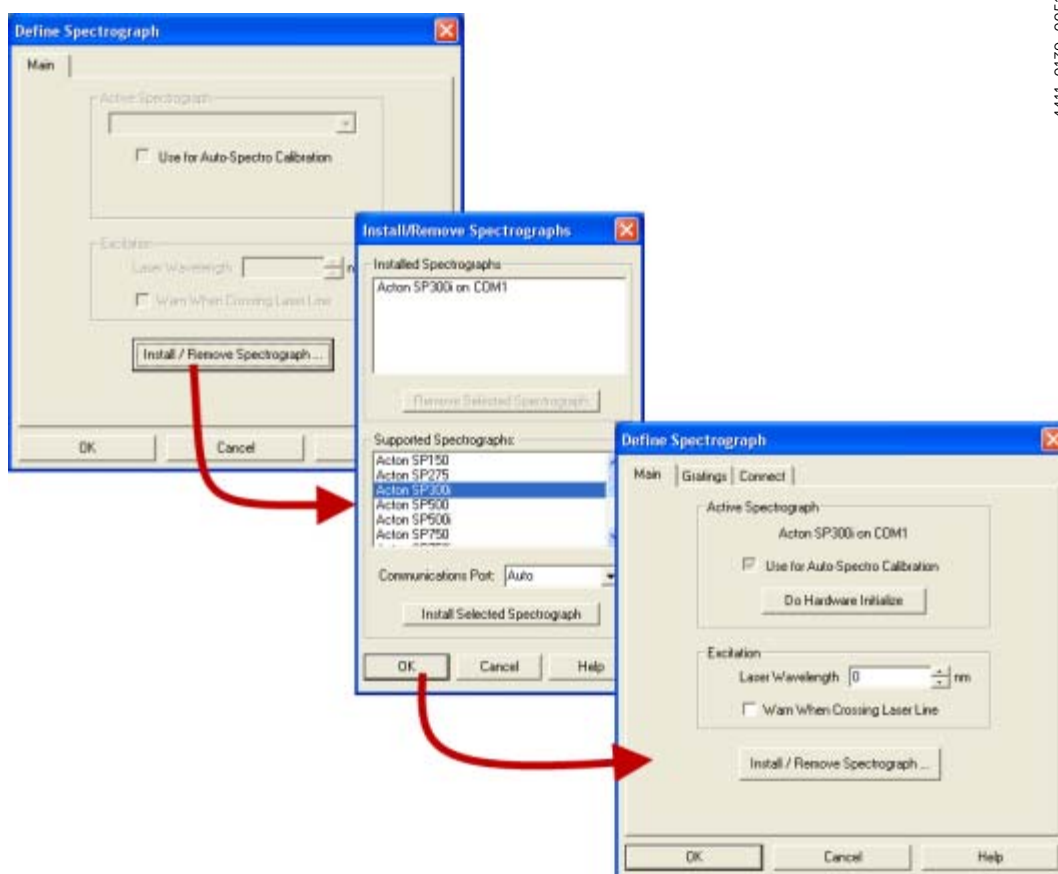 Define Spectrograph
Main
Active Spectrograph
Use for Auto-Spectro Calibration
Excitation
Laser Wavelength
Warn When Crossing Laser Line
Install / Remove Spectrograph ...
OK
Cancel
Install/Remove Spectrographs
Installed Spectrographs
Acton SP300i on COM1
Remove Selected Spectrograph
Supported Spectrographs:
Acton SP150
Acton SP275
Acton SP300i
Acton SP500
Acton SP500i
Acton SP750
Communications Port: Auto
Install Selected Spectrograph
OK Cancel Help
Define Spectrograph
Main Gratings Connect
Active Spectrograph
Acton SP300i on COM1
Use for Auto-Spectro Calibration
Do Hardware Initialize
Excitation
Laser Wavelength 0 nm
Warn When Crossing Laser Line
Install / Remove Spectrograph ...
OK Cancel Help